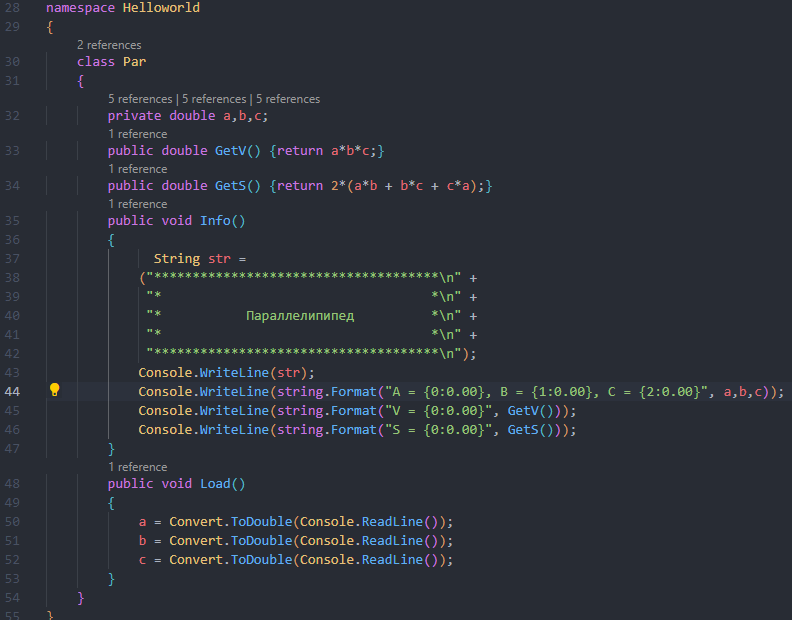 28 namespace Helloworld
29 {
2 references
30 class Par
31 {
5 references | 5 references | 5 references
32 private double a,b,c;
1 reference
33 public double GetV() {return a*b*c;}
1 reference
34 public double GetS() {return 2*(a*b + b*c + c*a);}
1 reference
35 public void Info()
36 {
37 String str =
38 ("*************************************\n" +
39 "*                                   *\n" +
40 "*           Параллелипипед          *\n" +
41 "*                                   *\n" +
42 "*************************************\n");
43 Console.WriteLine(str);
44 Console.WriteLine(string.Format("A = {0:0.00}, B = {1:0.00}, C = {2:0.00}", a,b,c));
45 Console.WriteLine(string.Format("V = {0:0.00}", GetV()));
46 Console.WriteLine(string.Format("S = {0:0.00}", GetS()));
47 }
1 reference
48 public void Load()
49 {
50 a = Convert.ToDouble(Console.ReadLine());
51 b = Convert.ToDouble(Console.ReadLine());
52 c = Convert.ToDouble(Console.ReadLine());
53 }
54 }
55 }